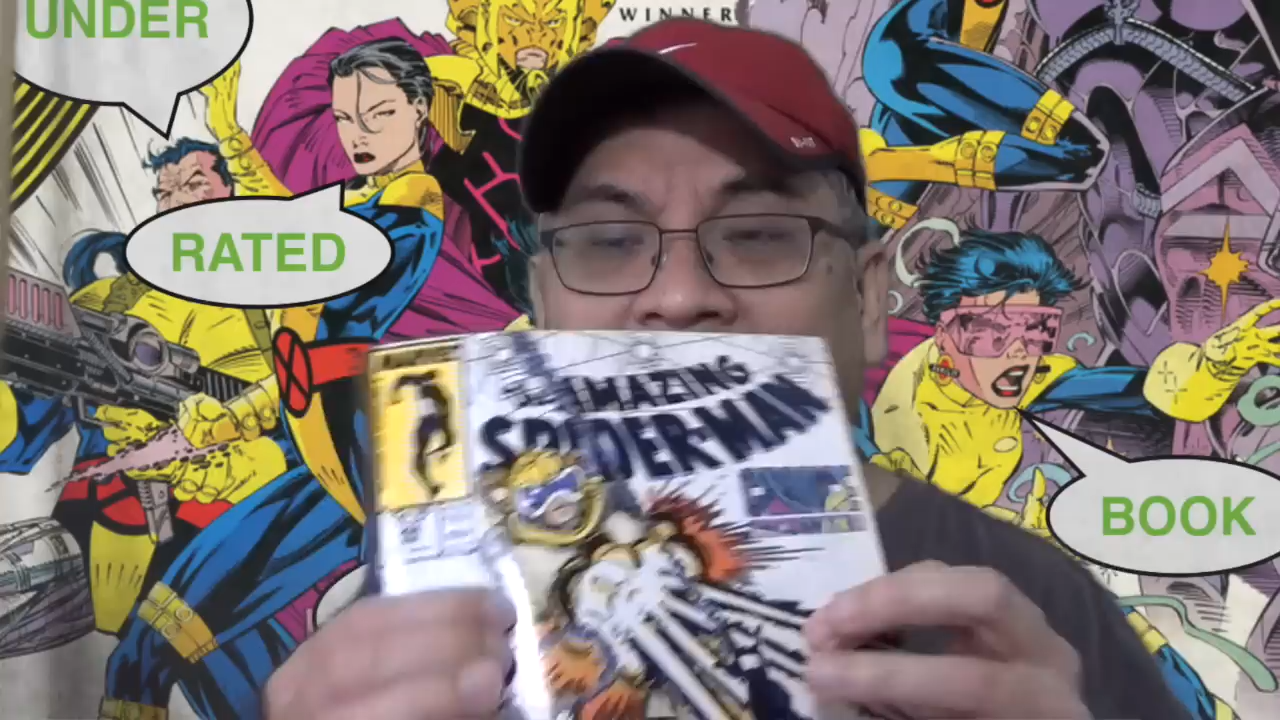 UNDER
WINNER
RATED
AMAZING
SPIDER-MAN
BOOK